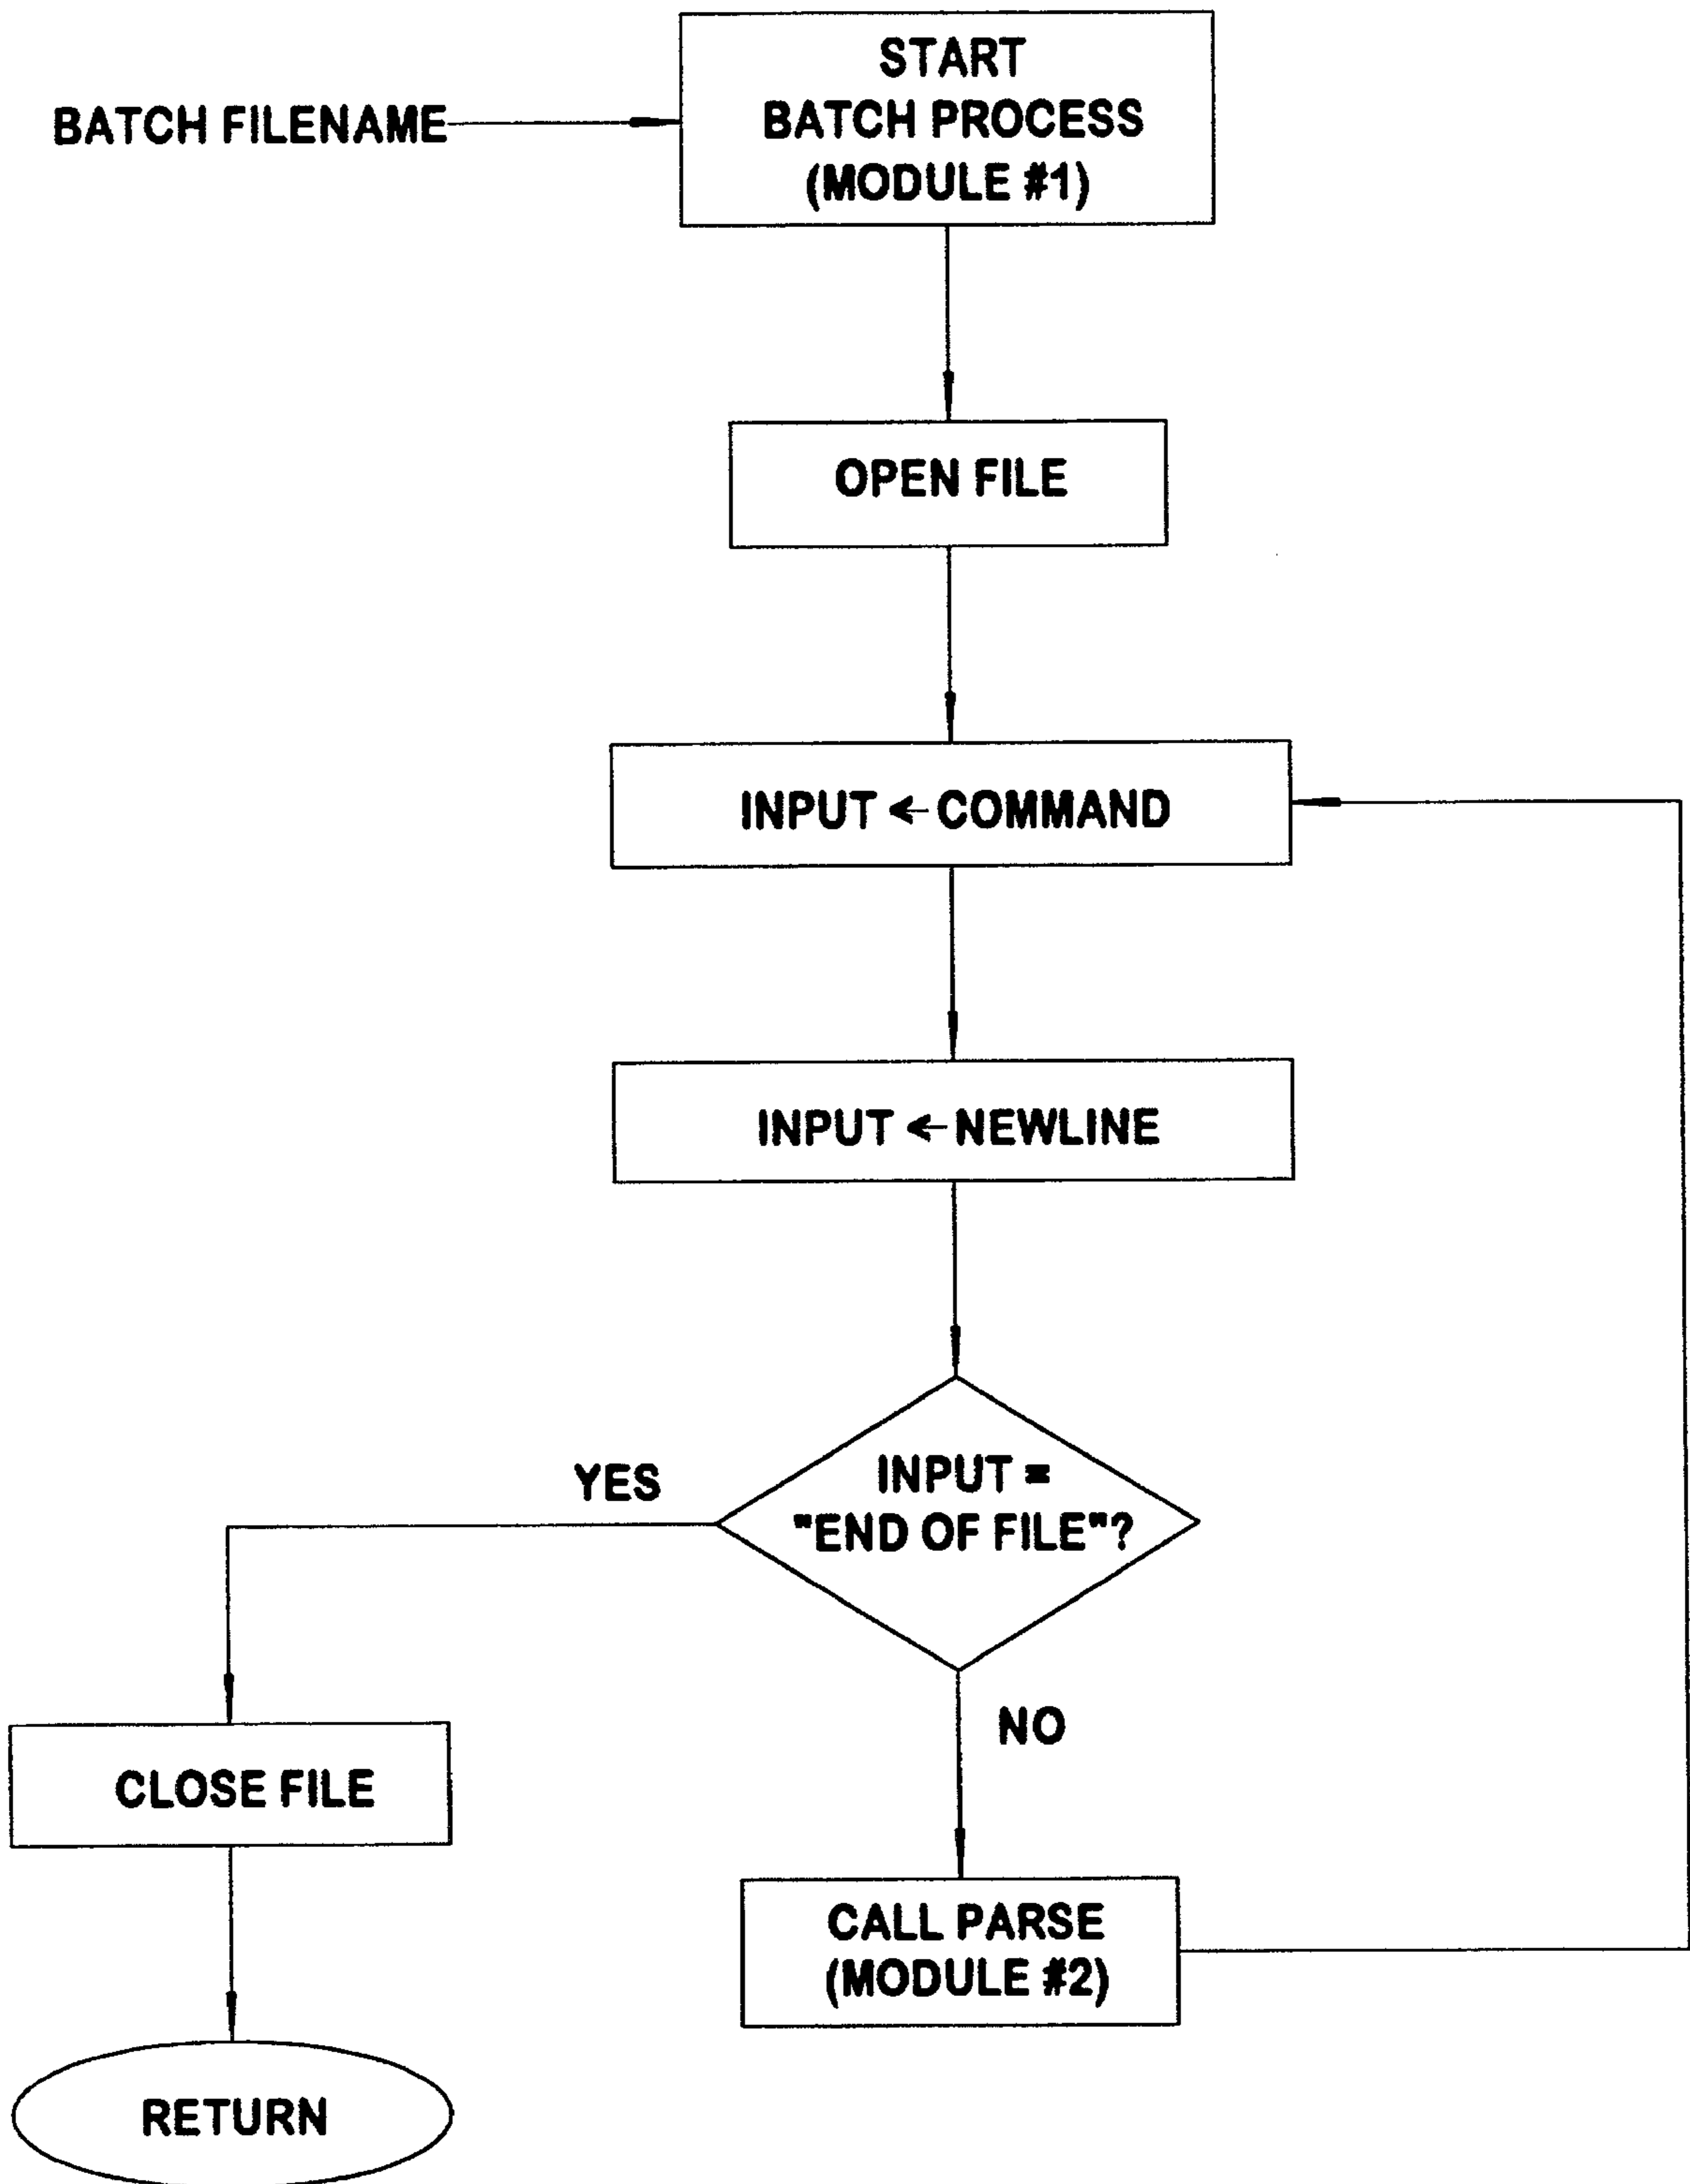 START
BATCH PROCESS
(MODULE #1)
BATCH FILENAME
OPEN FILE
INPUT ← COMMAND
INPUT ← NEWLINE
INPUT =
"END OF FILE"?
YES
NO
CLOSE FILE
CALL PARSE
(MODULE #2)
RETURN